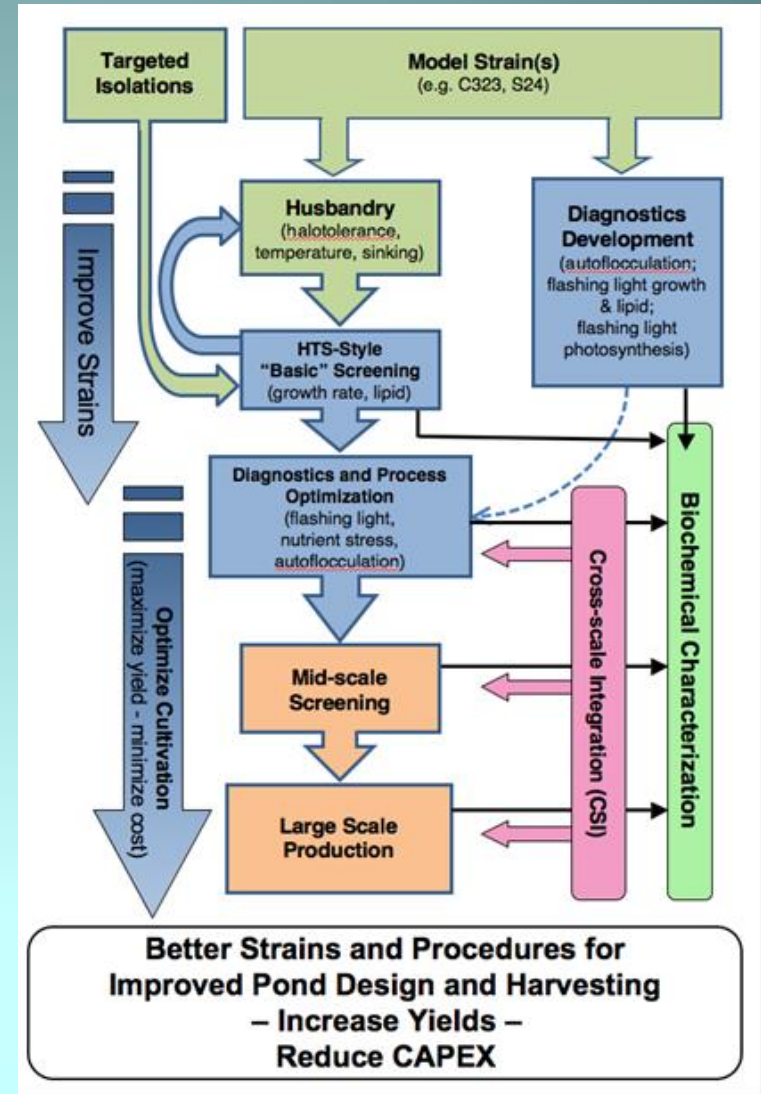 Targeted
Isolations
Model Strain(s)
(e.g. C323, S24)
Husbandry
(halotolerance,
temperature, sinking)
Diagnostics
Development
(autoflocculation;
flashing light growth
& lipid;
flashing light
photosynthesis)
Improve Strains
HTS-Style
"Basic" Screening
(growth rate, lipid)
Diagnostics and Process
Optimization
(flashing light,
nutrient stress,
autoflocculation)
Optimize Cultivation
(maximize yield - minimize cost)
Cross-scale Integration (CSI)
Biochemical Characterization
Mid-scale
Screening
Large Scale
Production
Better Strains and Procedures for
Improved Pond Design and Harvesting
– Increase Yields –
Reduce CAPEX